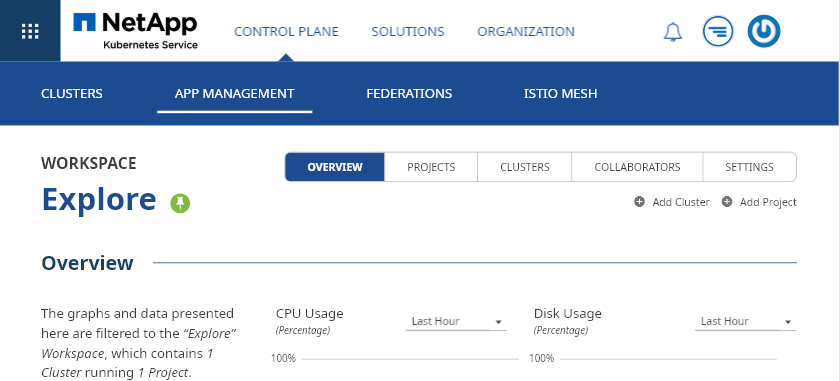 NetApp
Kubernetes Service
CONTROL PLANE SOLUTIONS ORGANIZATION
CLUSTERS APP MANAGEMENT FEDERATIONS ISTIO MESH
WORKSPACE
Explore
OVERVIEW PROJECTS CLUSTERS COLLABORATORS SETTINGS
Add Cluster Add Project
Overview
The graphs and data presented
here are filtered to the “Explore”
Workspace, which contains 1
Cluster running 1 Project.
CPU Usage
(Percentage)
Last Hour
100%
Disk Usage
(Percentage)
Last Hour
100%